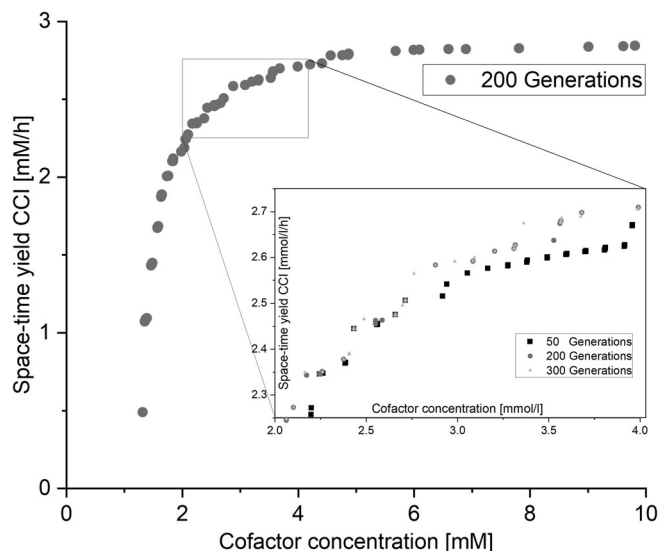 3
2
1
0
Space-time yield CCI [mM/h]
200 Generations
2.7
2.6
2.5
2.4
2.3
2.2
Space-time yield CCI [mmol/l/h]
50 Generations
200 Generations
300 Generations
Cofactor concentration [mmol/l]
2.0 2.5 3.0 3.5 4.0
0 2 4 6 8 10
Cofactor concentration [mM]